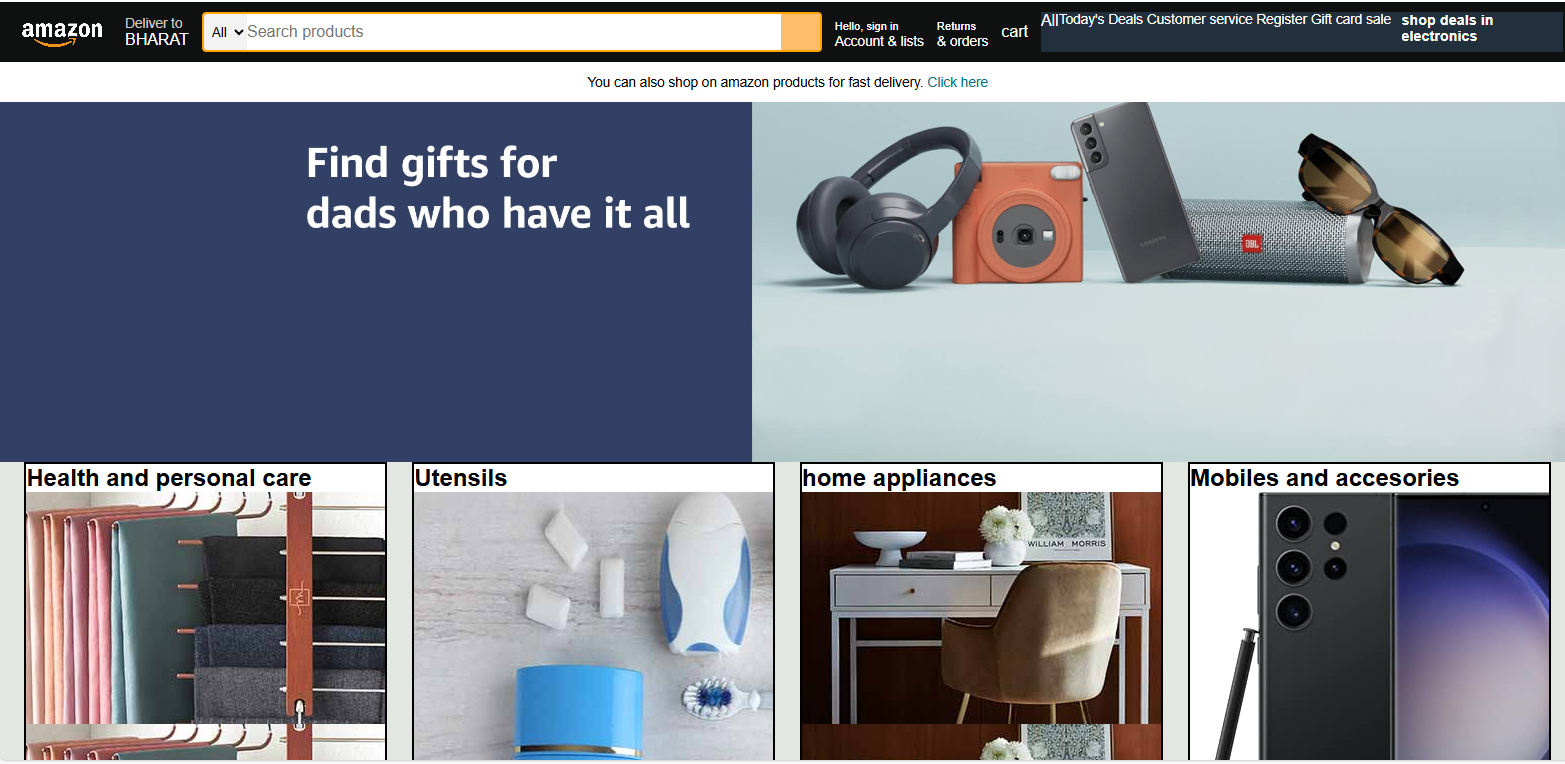 amazon
Deliver to
BHARAT
All
Search products
Hello, sign in
Account & lists
Returns
& orders
cart
All Today's Deals Customer service Register Gift card sale
shop deals in
electronics
You can also shop on amazon products for fast delivery. Click here
Find gifts for
dads who have it all
SAMSUNG
JBL
Health and personal care
Utensils
home appliances
Mobiles and accesories
WILLIAM MORRIS